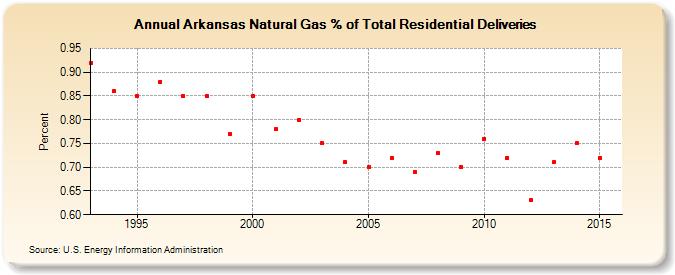 Annual Arkansas Natural Gas % of Total Residential Deliveries
Percent
0.95
0.90
0.85
0.80
0.75
0.70
0.65
0.60
1995 2000 2005 2010 2015
Source: U.S. Energy Information Administration